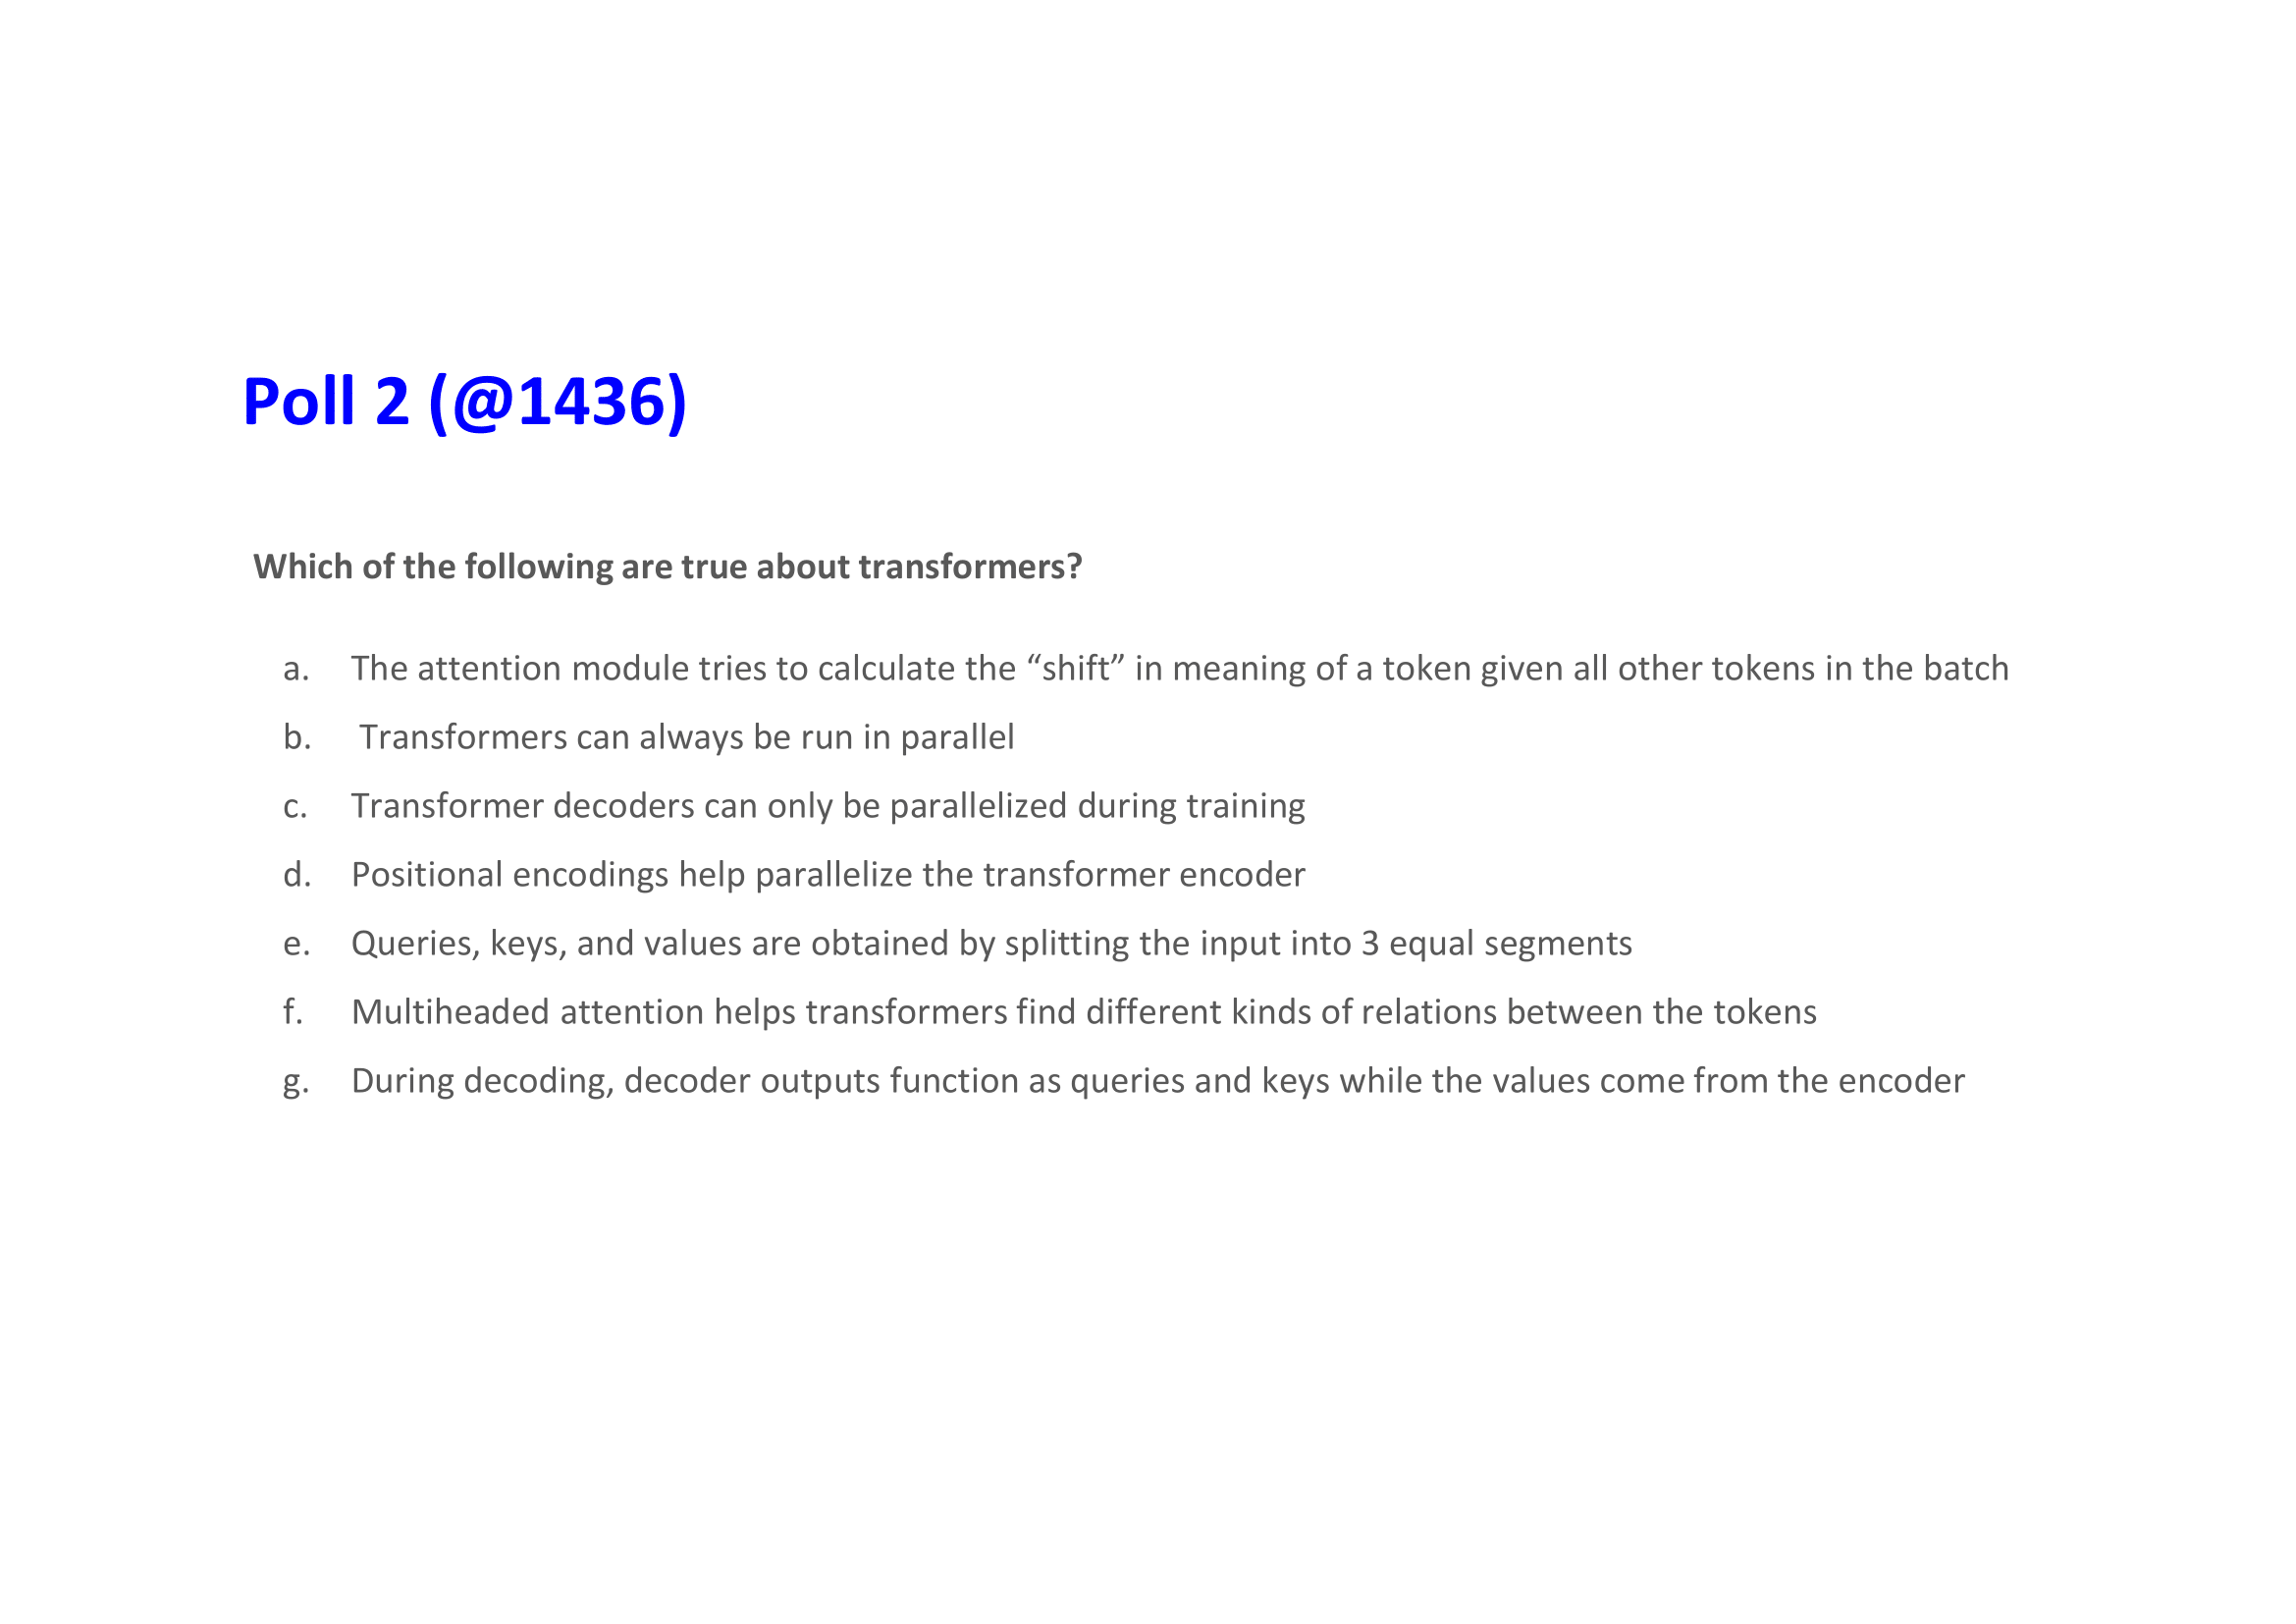 Poll 2 (@1436)
Which of the following are true about transformers?
a. The attention module tries to calculate the “shift” in meaning of a token given all other tokens in the batch
b. Transformers can always be run in parallel
c. Transformer decoders can only be parallelized during training
d. Positional encodings help parallelize the transformer encoder
e. Queries, keys, and values are obtained by splitting the input into 3 equal segments
f. Multiheaded attention helps transformers find different kinds of relations between the tokens
g. During decoding, decoder outputs function as queries and keys while the values come from the encoder